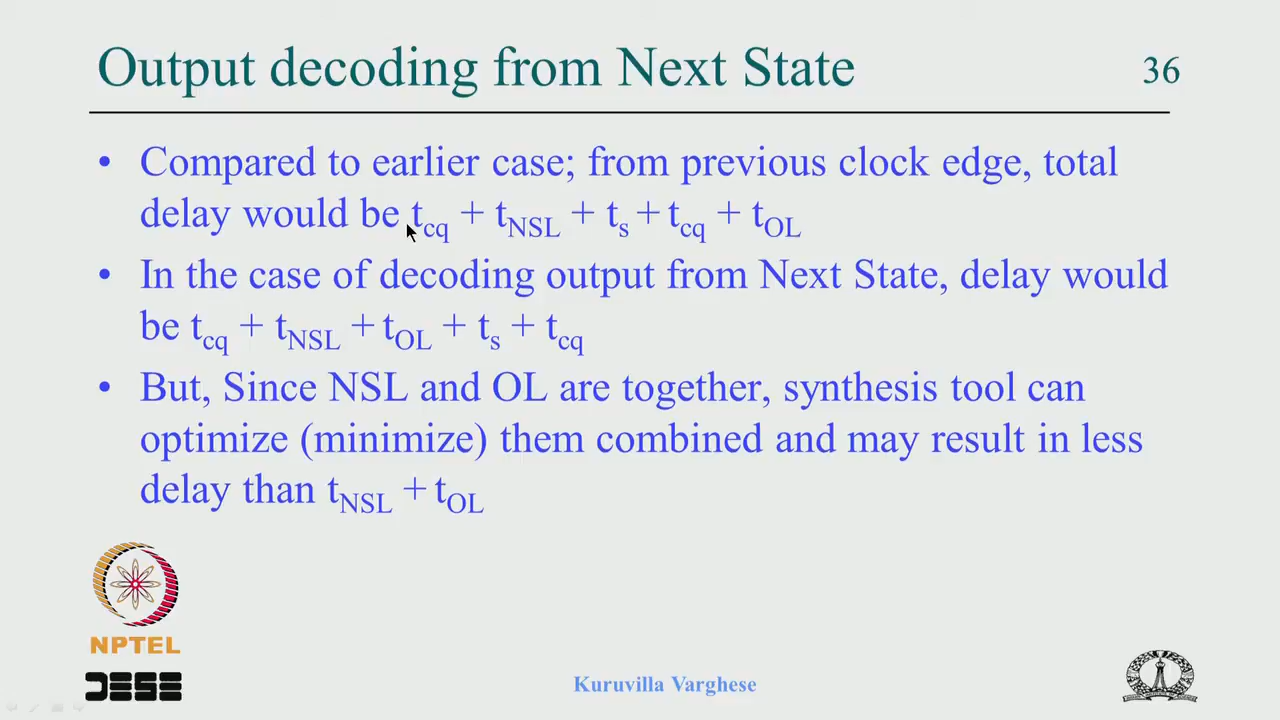 Output decoding from Next State
36
• Compared to earlier case; from previous clock edge, total
delay would be tcq + tNSL + ts + tcq + tOL
• In the case of decoding output from Next State, delay would
be tcq + tNSL + tOL + ts + tcq
• But, Since NSL and OL are together, synthesis tool can
optimize (minimize) them combined and may result in less
delay than tNSL + tOL
NPTEL
DESE
Kuruvilla Varghese